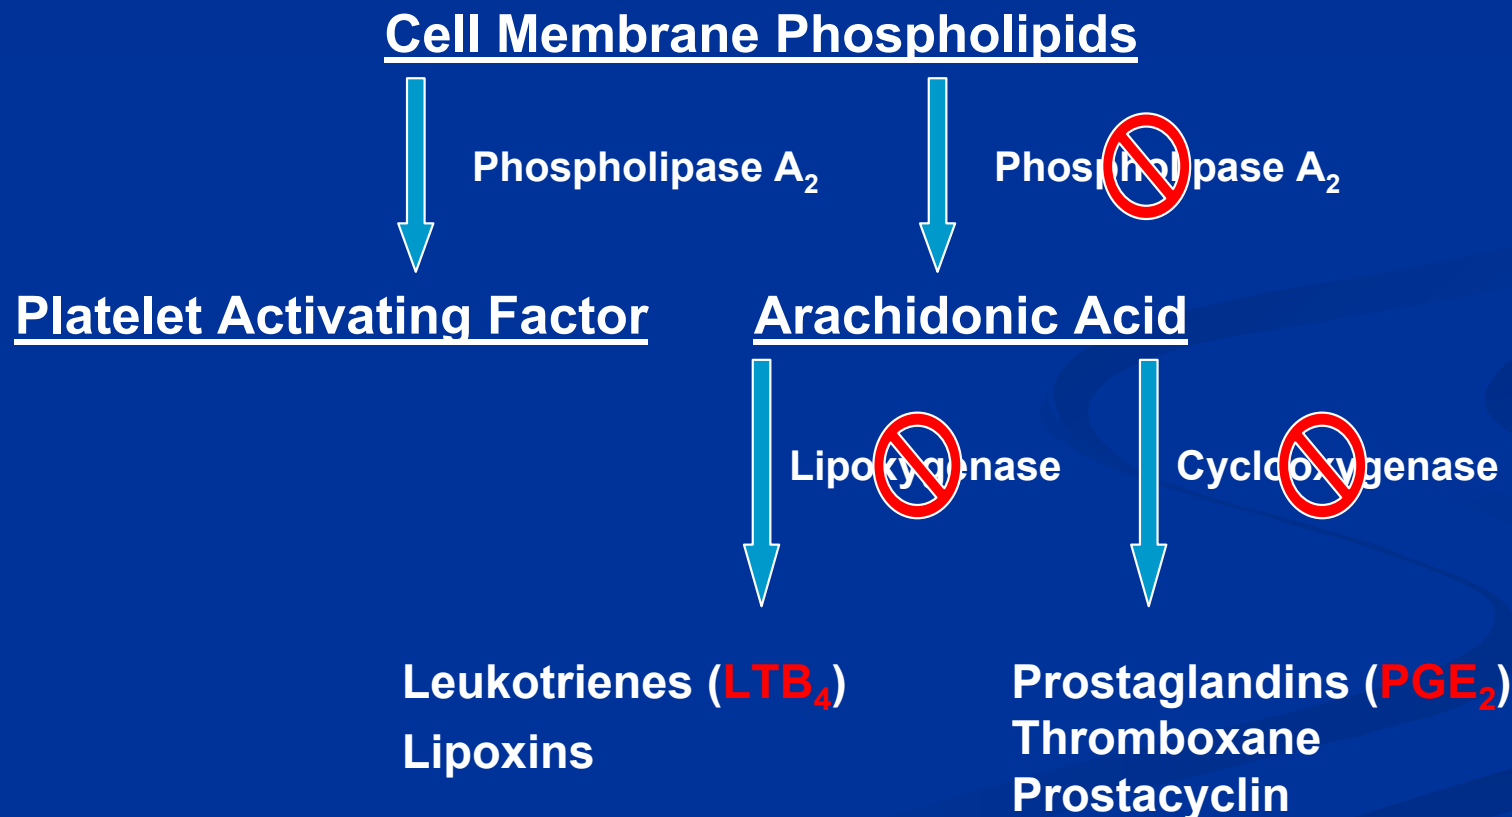 Cell Membrane Phospholipids
Phospholipase A₂ Phospholipase A₂
Platelet Activating Factor Arachidonic Acid
Lipoxygenase Cyclooxygenase
Leukotrienes (LTB₄) Prostaglandins (PGE₂)
Lipoxins Thromboxane
Prostacyclin